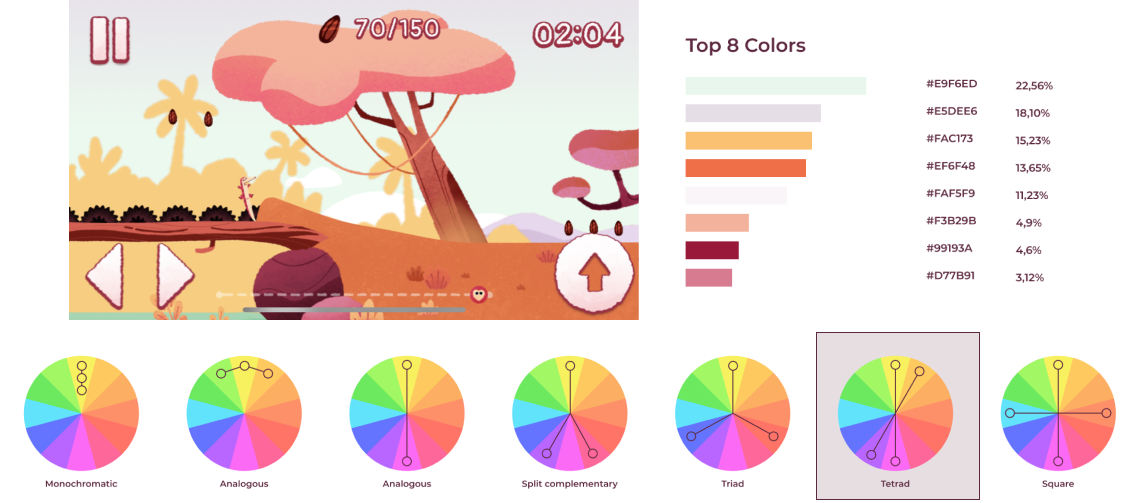 70/150
02:04
Top 8 Colors
#E9F6ED 22,56%
#E5DEE6 18,10%
#FAC173 15,23%
#EF6F48 13,65%
#FAF5F9 11,23%
#F3B29B 4,9%
#99193A 4,6%
#D77B91 3,12%
Monochromatic
Analogous
Analogous
Split complementary
Triad
Tetrad
Square